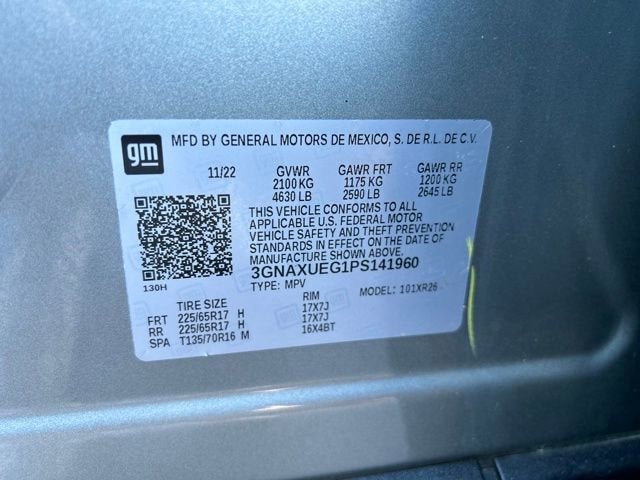 gm
MFD BY GENERAL MOTORS DE MEXICO, S. DE R.L. DE C.V.
11/22 GVWR GAWR FRT GAWR RR
2100 KG 1175 KG 1200 KG
4630 LB 2590 LB 2645 LB
THIS VEHICLE CONFORMS TO ALL
APPLICABLE U.S. FEDERAL MOTOR
VEHICLE SAFETY AND THEFT PREVENTION
STANDARDS IN EFFECT ON THE DATE OF
MANUFACTURE SHOWN ABOVE.
3GNAXUEG1PS141960
130H
TYPE: MPV MODEL: 101XR26
TIRE SIZE RIM
FRT 225/65R17 H 17X7J
RR 225/65R17 H 17X7J
SPA T135/70R16 M 16X4BT